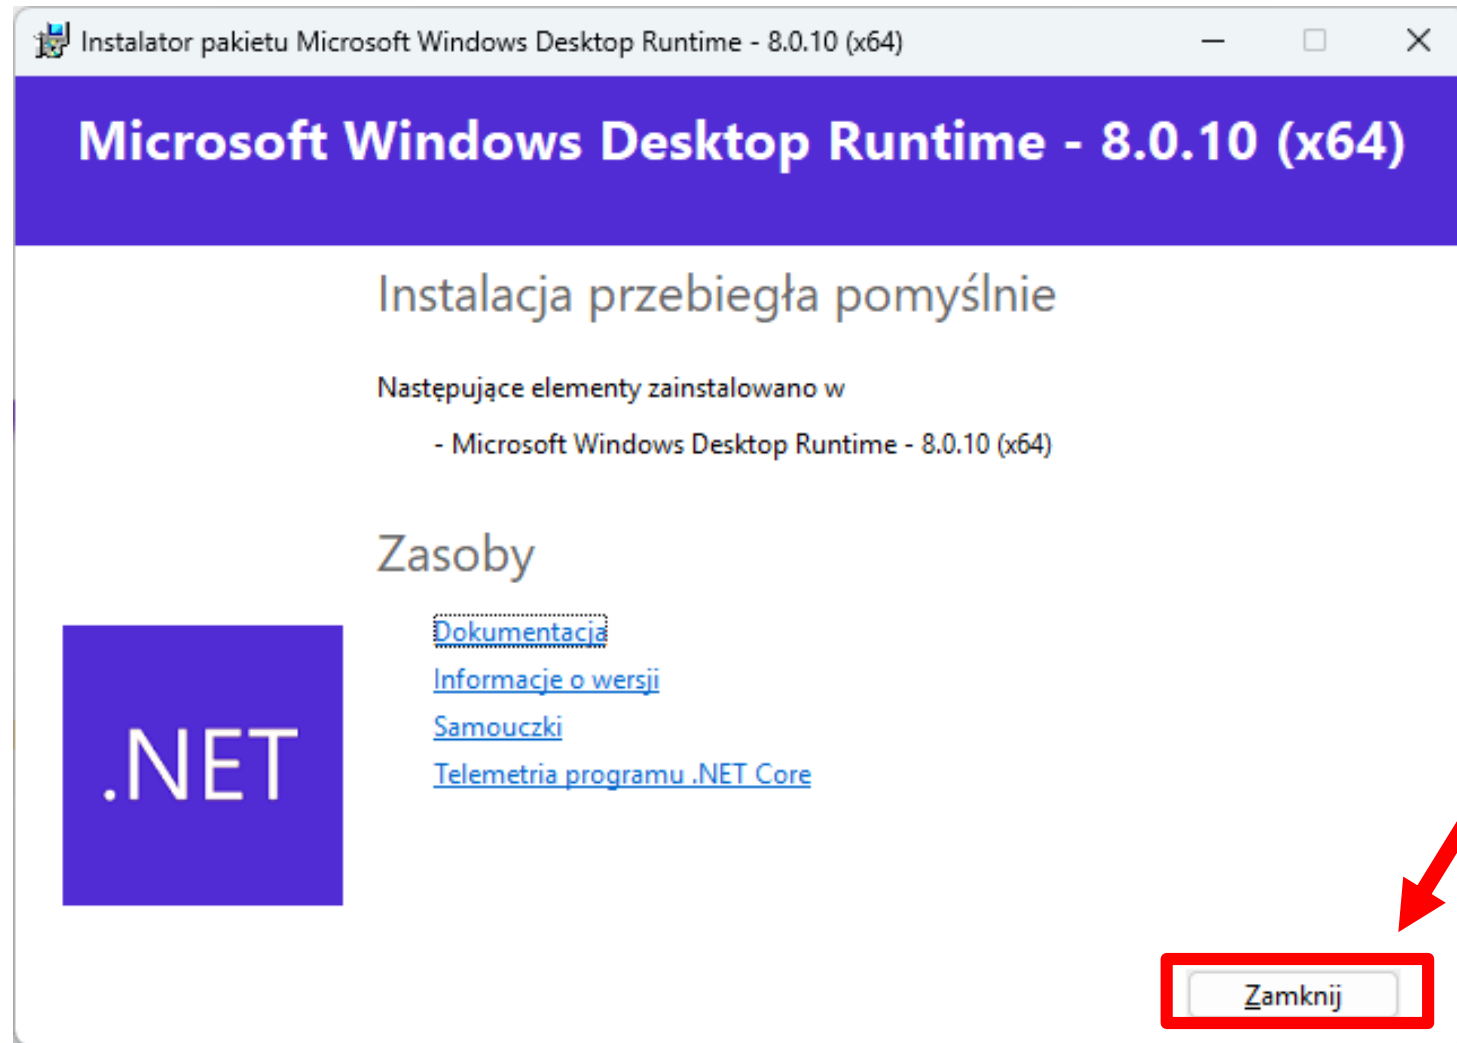 Instalator pakietu Microsoft Windows Desktop Runtime - 8.0.10 (x64)
Microsoft Windows Desktop Runtime - 8.0.10 (x64)
Instalacja przebiegła pomyślnie
Następujące elementy zainstalowano w
- Microsoft Windows Desktop Runtime - 8.0.10 (x64)
Zasoby
Dokumentacja
Informacje o wersji
Samouczki
Telemetria programu .NET Core
.NET
Zamknij